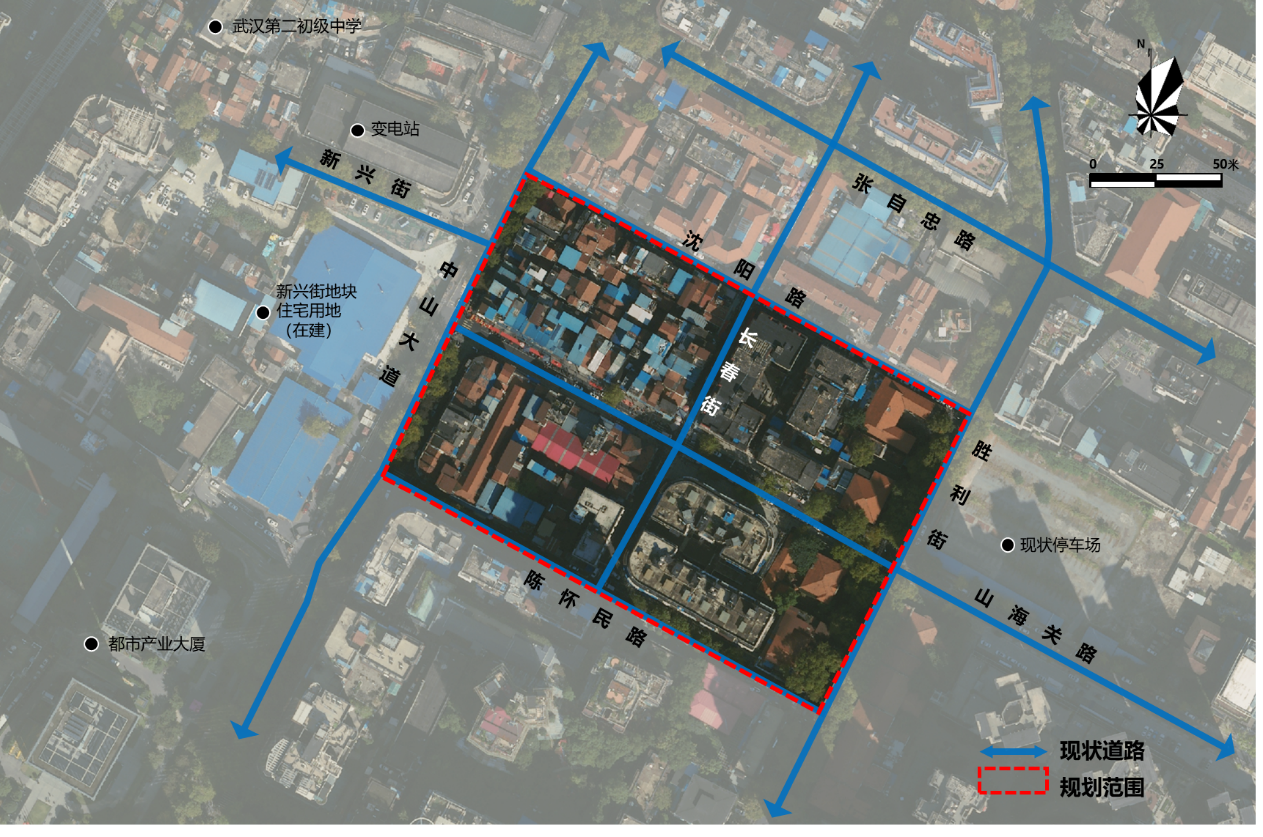 武汉第二初级中学
N
变电站
0 25 50米
新兴街
张自忠路
沈阳路
中山大道
新兴街地块
住宅用地
（在建）
长春街
胜利街
现状停车场
陈怀民路
山海关路
都市产业大厦
现状道路
规划范围